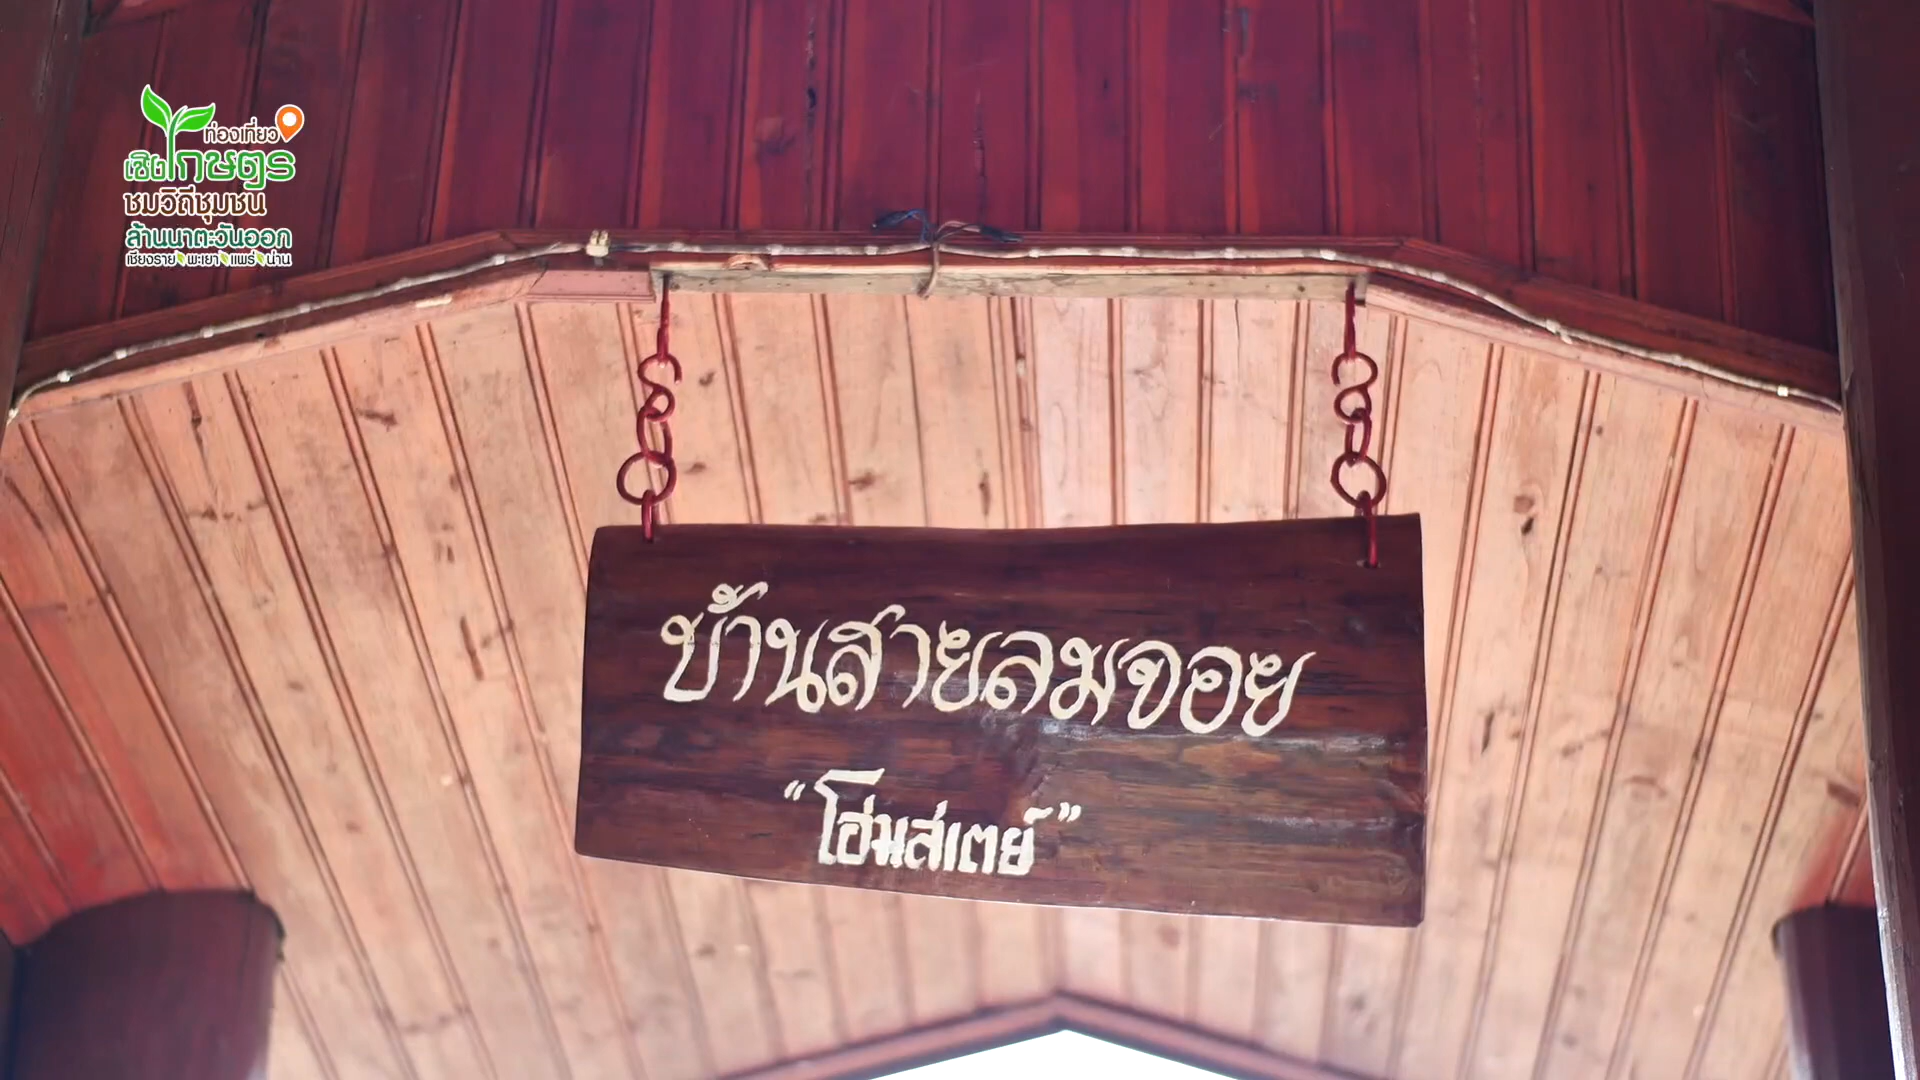 ท่องเที่ยว
เชิงเกษตร
ชมวิถีชุมชน
ล้านนาตะวันออก
เชียงราย พะเยา แพร่ น่าน
บ้านสายลมจอย
"โฮ่มสเตย์"